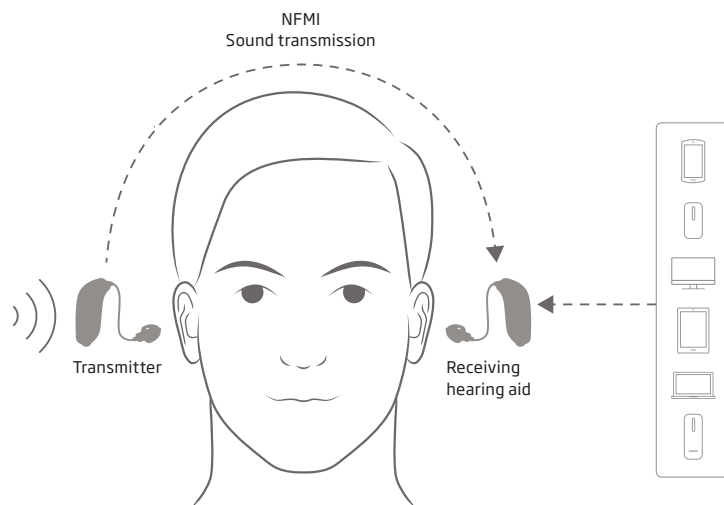 NFMI
Sound transmission
Transmitter
Receiving
hearing aid